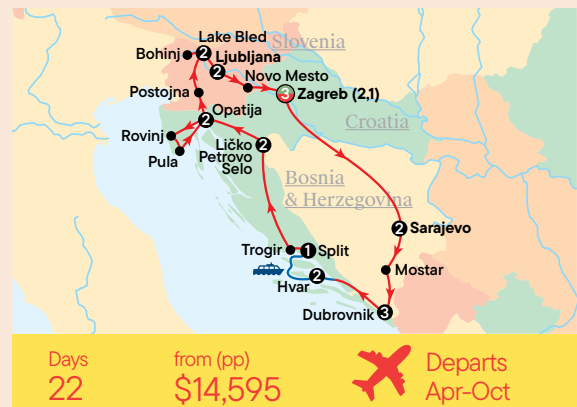 Slovenia
Lake Bled
Bohinj
2
Ljubljana
2
Novo Mesto
Postojna
3
Zagreb (2,1)
Opatija
2
Croatia
Rovinj
Pula
Ličko
Petrovo
Selo
2
Bosnia
& Herzegovina
2
Sarajevo
Trogir
1
Split
Mostar
Hvar
2
Dubrovnik
3
Days
22
from (pp)
$14,595
Departs
Apr-Oct